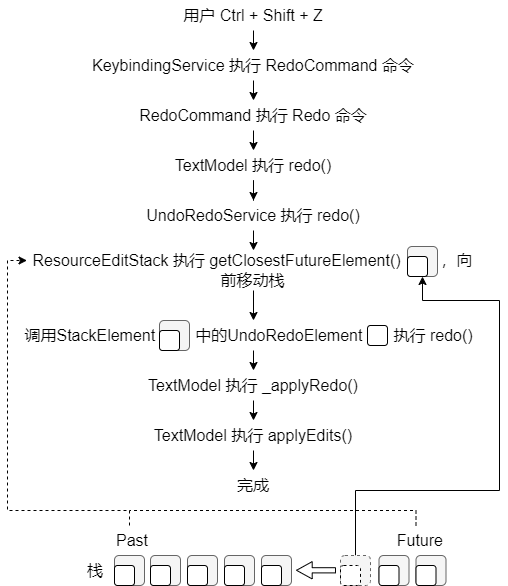 用户 Ctrl + Shift + Z
KeybindingService 执行 RedoCommand 命令
RedoCommand 执行 Redo 命令
TextModel 执行 redo()
UndoRedoService 执行 redo()
ResourceEditStack 执行 getClosestFutureElement() ，向
前移动栈
调用StackElement 中的UndoRedoElement 执行 redo()
TextModel 执行 _applyRedo()
TextModel 执行 applyEdits()
完成
Past Future
栈